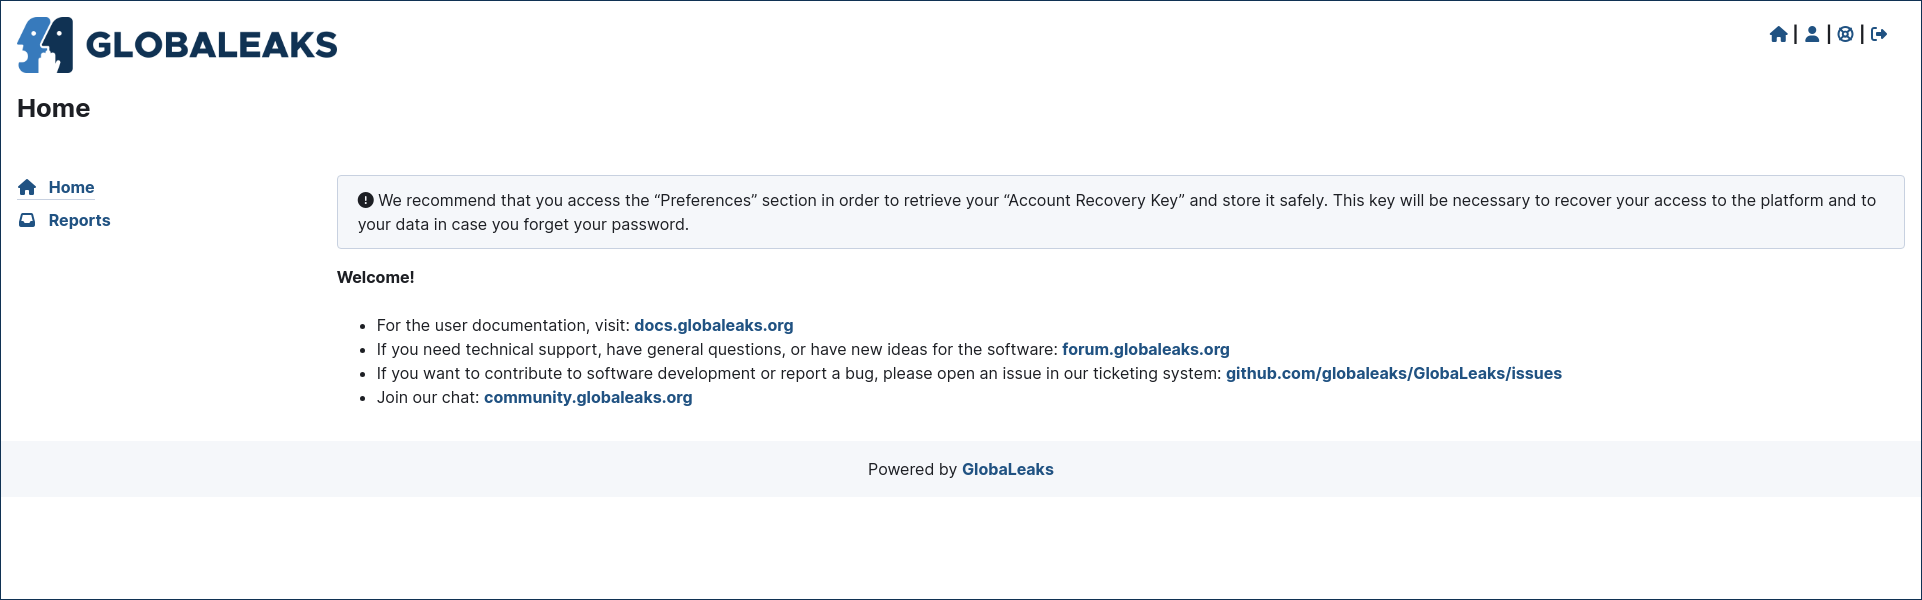 GLOBALEAKS
Home
Home
Reports
We recommend that you access the “Preferences” section in order to retrieve your “Account Recovery Key” and store it safely. This key will be necessary to recover your access to the platform and to
your data in case you forget your password.
Welcome!
For the user documentation, visit: docs.globaleaks.org
If you need technical support, have general questions, or have new ideas for the software: forum.globaleaks.org
If you want to contribute to software development or report a bug, please open an issue in our ticketing system: github.com/globaleaks/GlobaLeaks/issues
Join our chat: community.globaleaks.org
Powered by GlobaLeaks